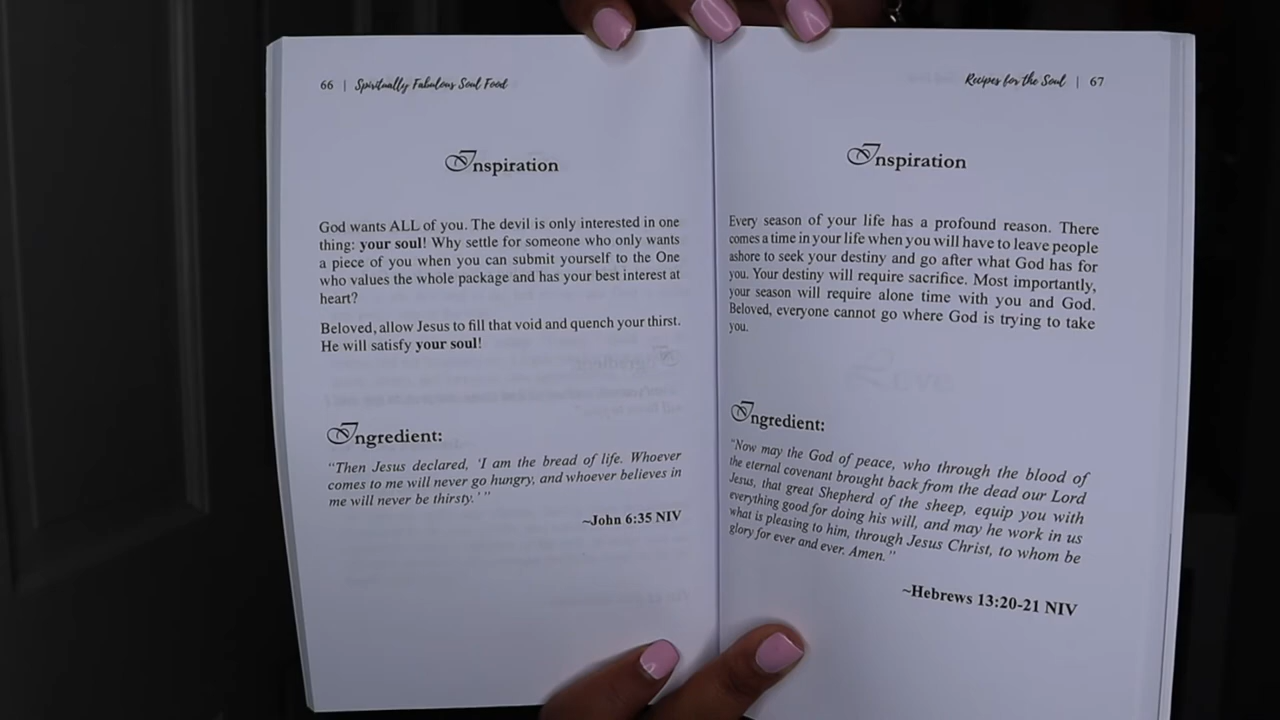 66 | Spiritually Fabulous Soul Food
Inspiration
God wants ALL of you. The devil is only interested in one
thing: your soul! Why settle for someone who only wants
a piece of you when you can submit yourself to the One
who values the whole package and has your best interest at
heart?
Beloved, allow Jesus to fill that void and quench your thirst.
He will satisfy your soul!
Ingredient:
“Then Jesus declared, ‘I am the bread of life. Whoever
comes to me will never go hungry, and whoever believes in
me will never be thirsty.’ ”
~John 6:35 NIV
Recipes for the Soul | 67
Inspiration
Every season of your life has a profound reason. There
comes a time in your life when you will have to leave people
ashore to seek your destiny and go after what God has for
you. Your destiny will require sacrifice. Most importantly,
your season will require alone time with you and God.
Beloved, everyone cannot go where God is trying to take
you.
Ingredient:
“Now may the God of peace, who through the blood of
the eternal covenant brought back from the dead our Lord
Jesus, that great Shepherd of the sheep, equip you with
everything good for doing his will, and may he work in us
what is pleasing to him, through Jesus Christ, to whom be
glory for ever and ever. Amen.”
~Hebrews 13:20-21 NIV